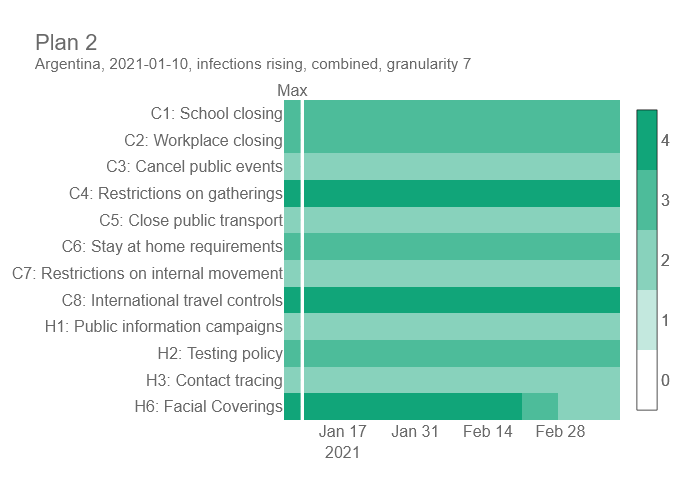 Plan 2
Argentina, 2021-01-10, infections rising, combined, granularity 7
Max
C1: School closing
C2: Workplace closing
C3: Cancel public events
C4: Restrictions on gatherings
C5: Close public transport
C6: Stay at home requirements
C7: Restrictions on internal movement
C8: International travel controls
H1: Public information campaigns
H2: Testing policy
H3: Contact tracing
H6: Facial Coverings
Jan 17 Jan 31 Feb 14 Feb 28
2021
4
3
2
1
0